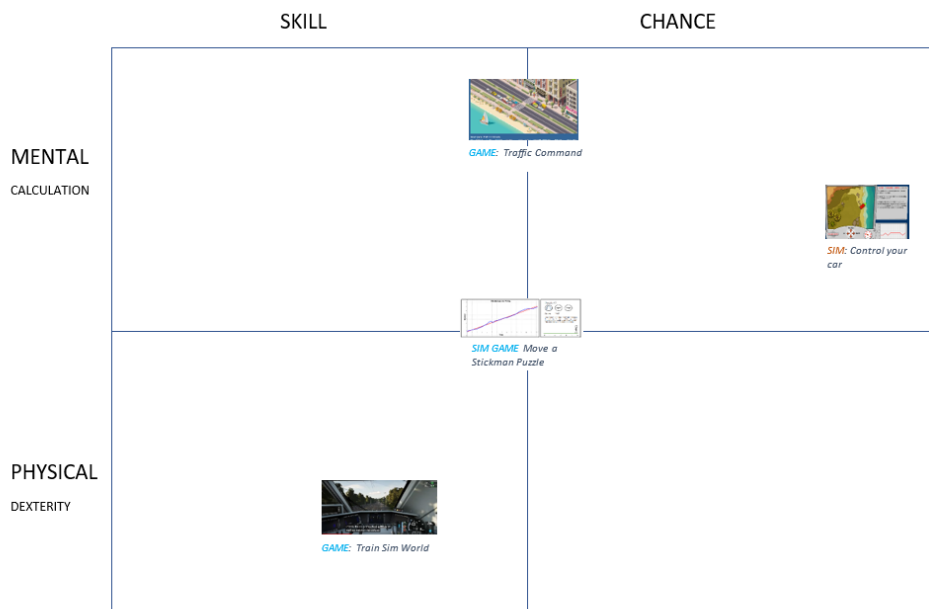 SKILL
CHANCE
MENTAL
CALCULATION
GAME: Traffic Command
SIM: Control your
car
SIM GAME Move a
Stickman Puzzle
PHYSICAL
DEXTERITY
GAME: Train Sim World